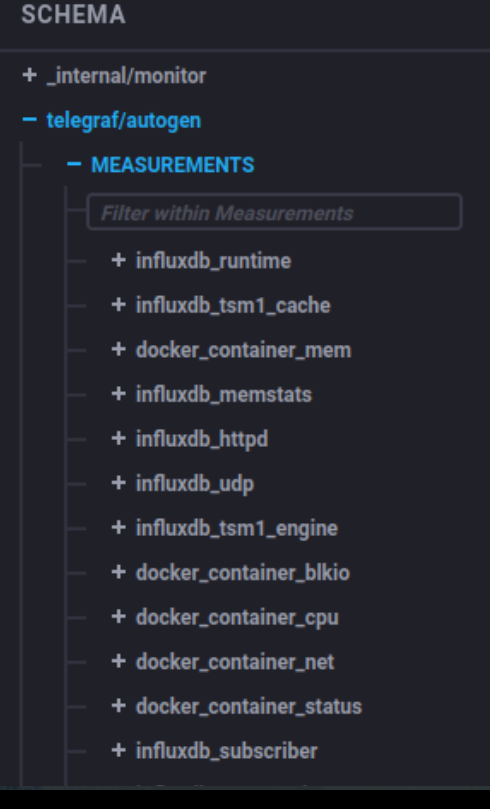 SCHEMA
+ _internal/monitor
− telegraf/autogen
− MEASUREMENTS
Filter within Measurements
+ influxdb_runtime
+ influxdb_tsm1_cache
+ docker_container_mem
+ influxdb_memstats
+ influxdb_httpd
+ influxdb_udp
+ influxdb_tsm1_engine
+ docker_container_blkio
+ docker_container_cpu
+ docker_container_net
+ docker_container_status
+ influxdb_subscriber